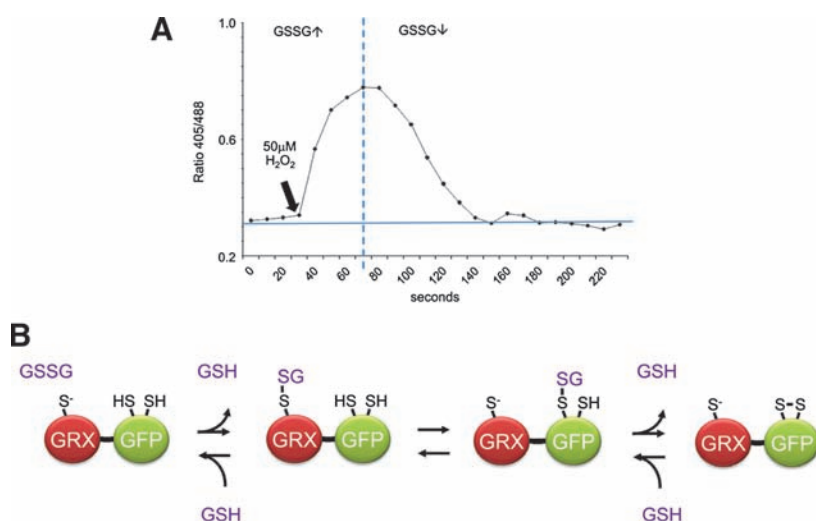 A
GSSG↑ GSSG↓
1.0
0.6
0.2
Ratio 405/488
50μM
H₂O₂
0 20 40 60 80 100 120 140 160 180 200 220
seconds
B
GSSG GSH SG SG GSH
S- HS SH S HS SH S- S SH S- S-S
GRX GFP GRX GFP GRX GFP GRX GFP
GSH GSH